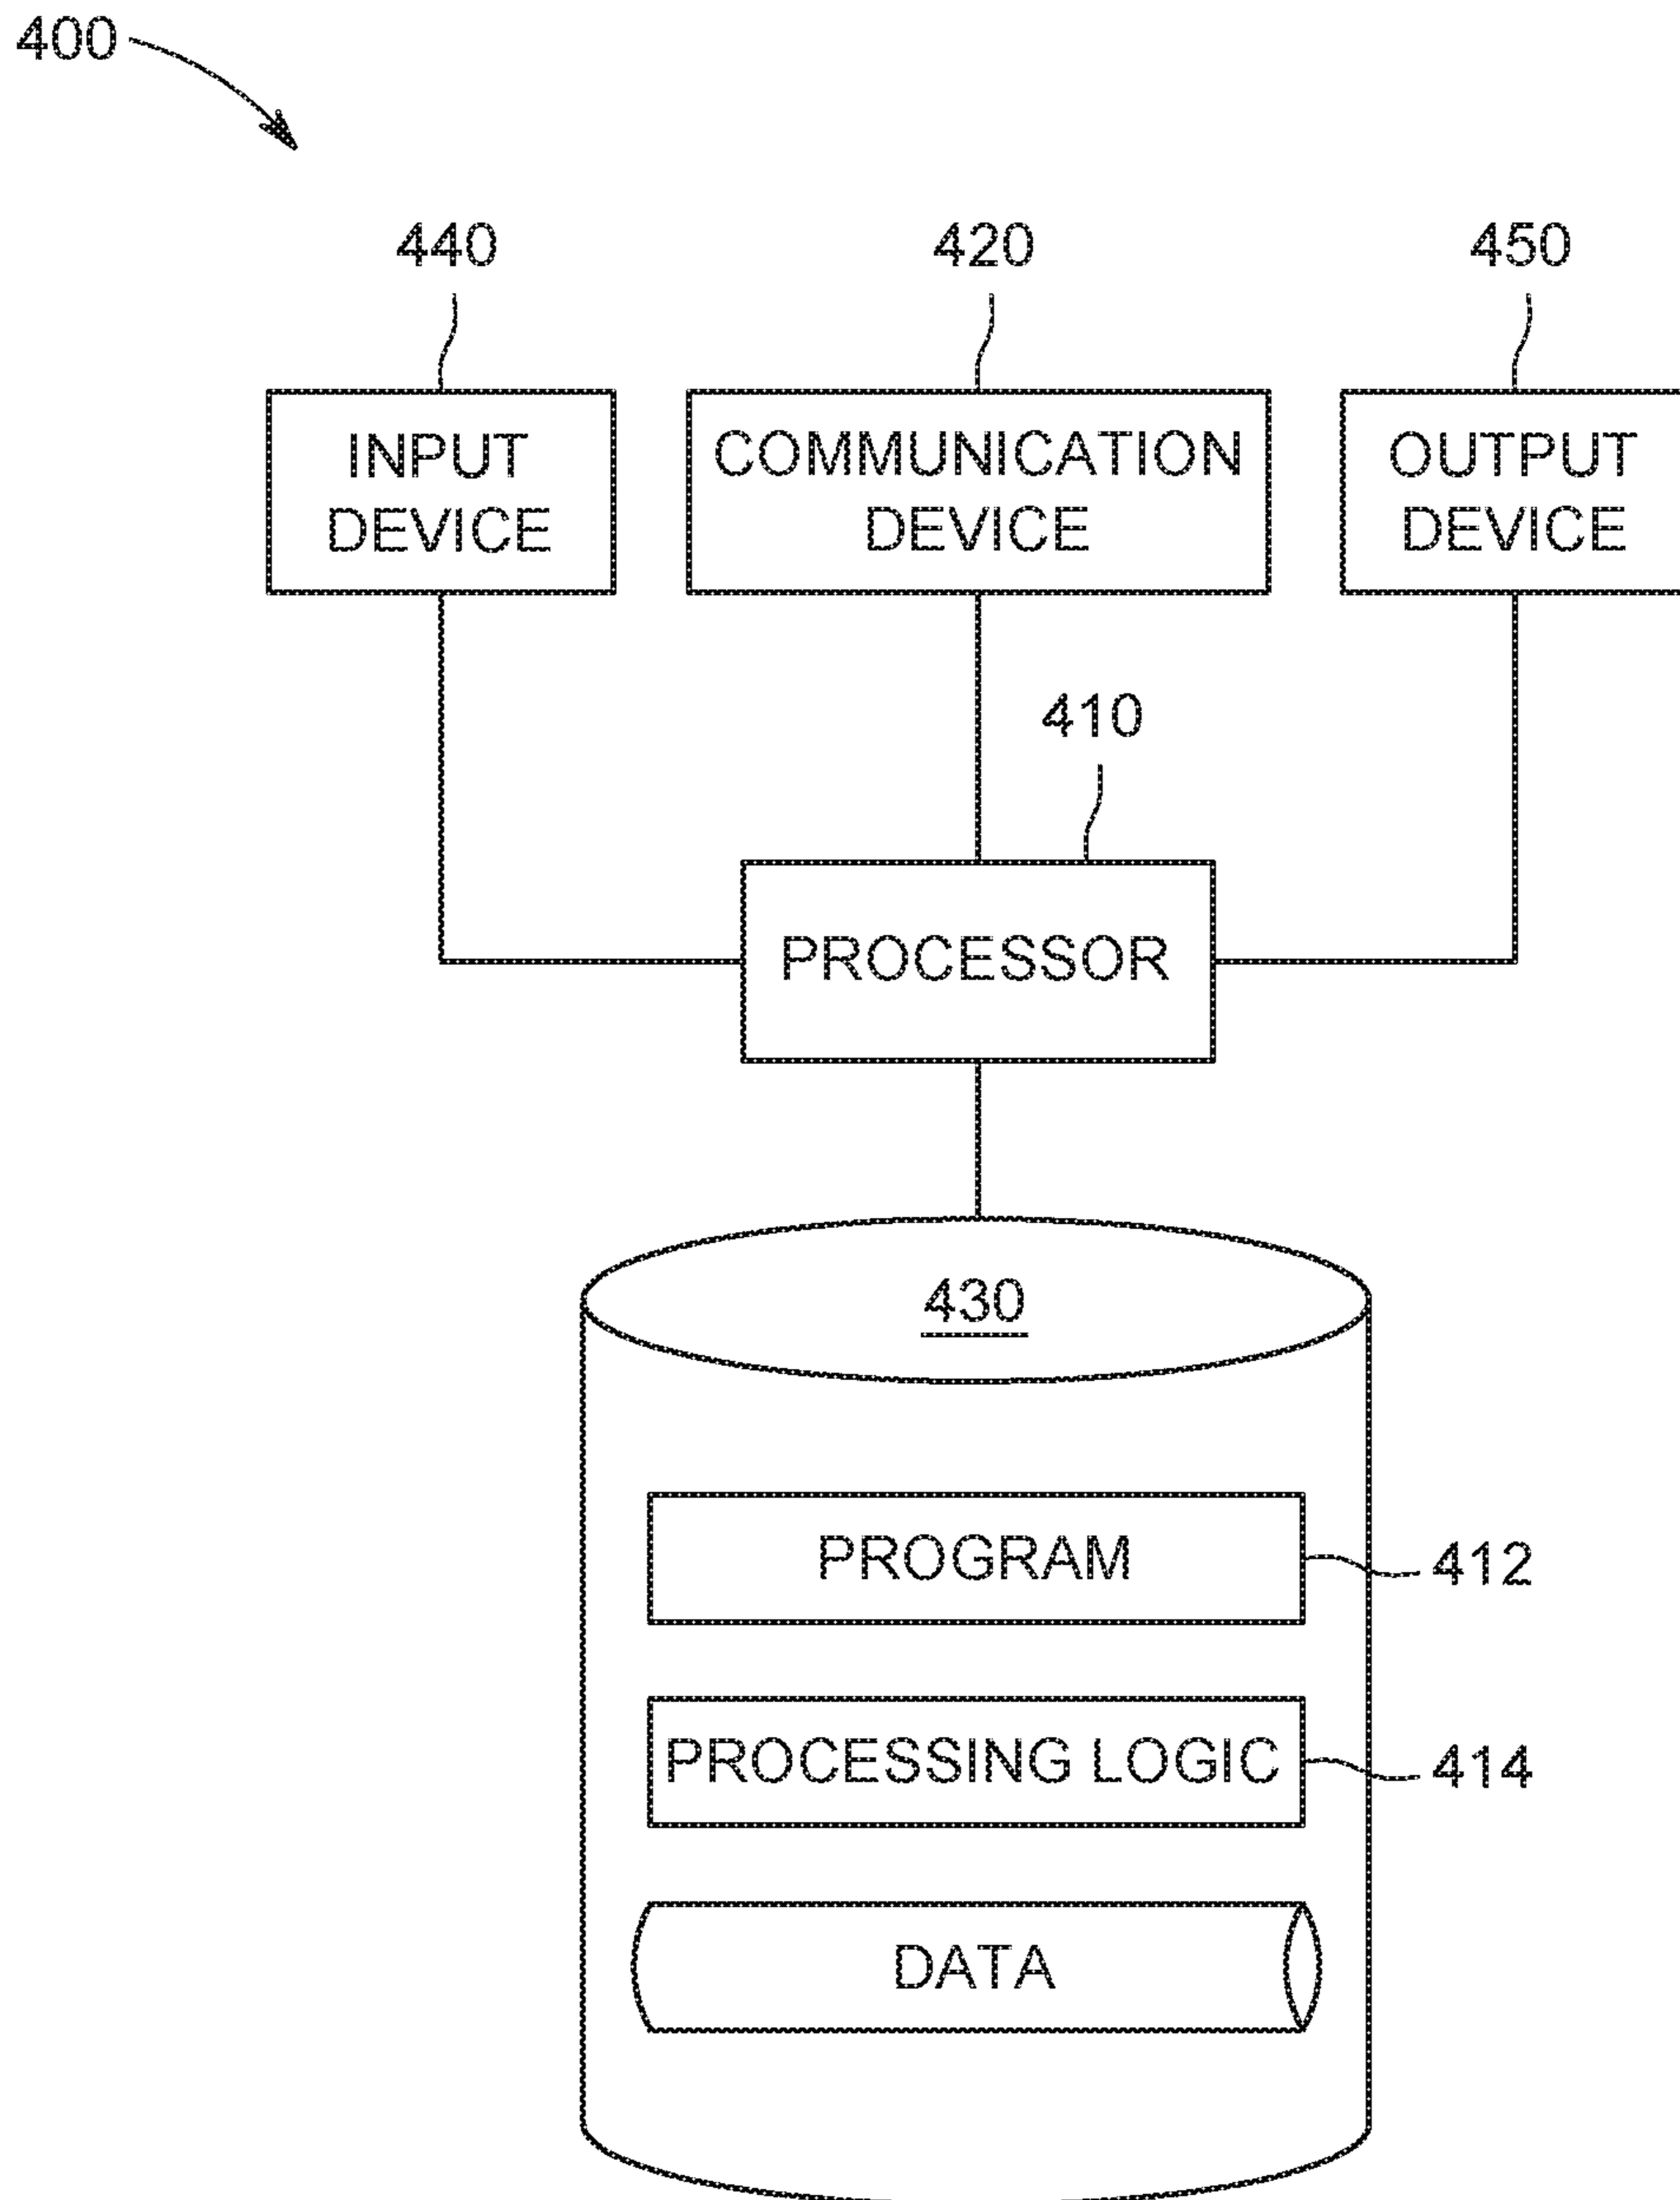 400
440
420
450
INPUT
DEVICE
COMMUNICATION
DEVICE
OUTPUT
DEVICE
410
PROCESSOR
430
PROGRAM
412
PROCESSING LOGIC
414
DATA